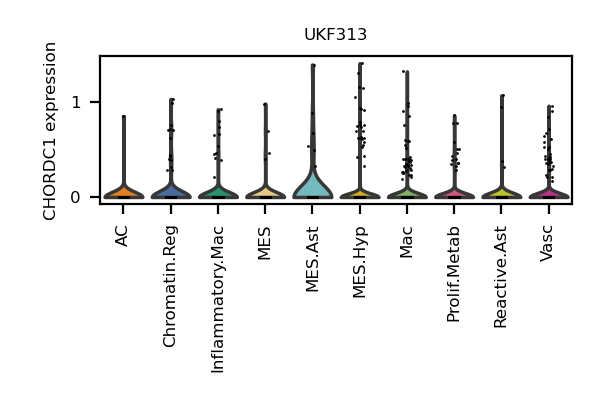 UKF313
CHORDC1 expression
1
0
AC
Chromatin.Reg
Inflammatory.Mac
MES
MES.Ast
MES.Hyp
Mac
Prolif.Metab
Reactive.Ast
Vasc